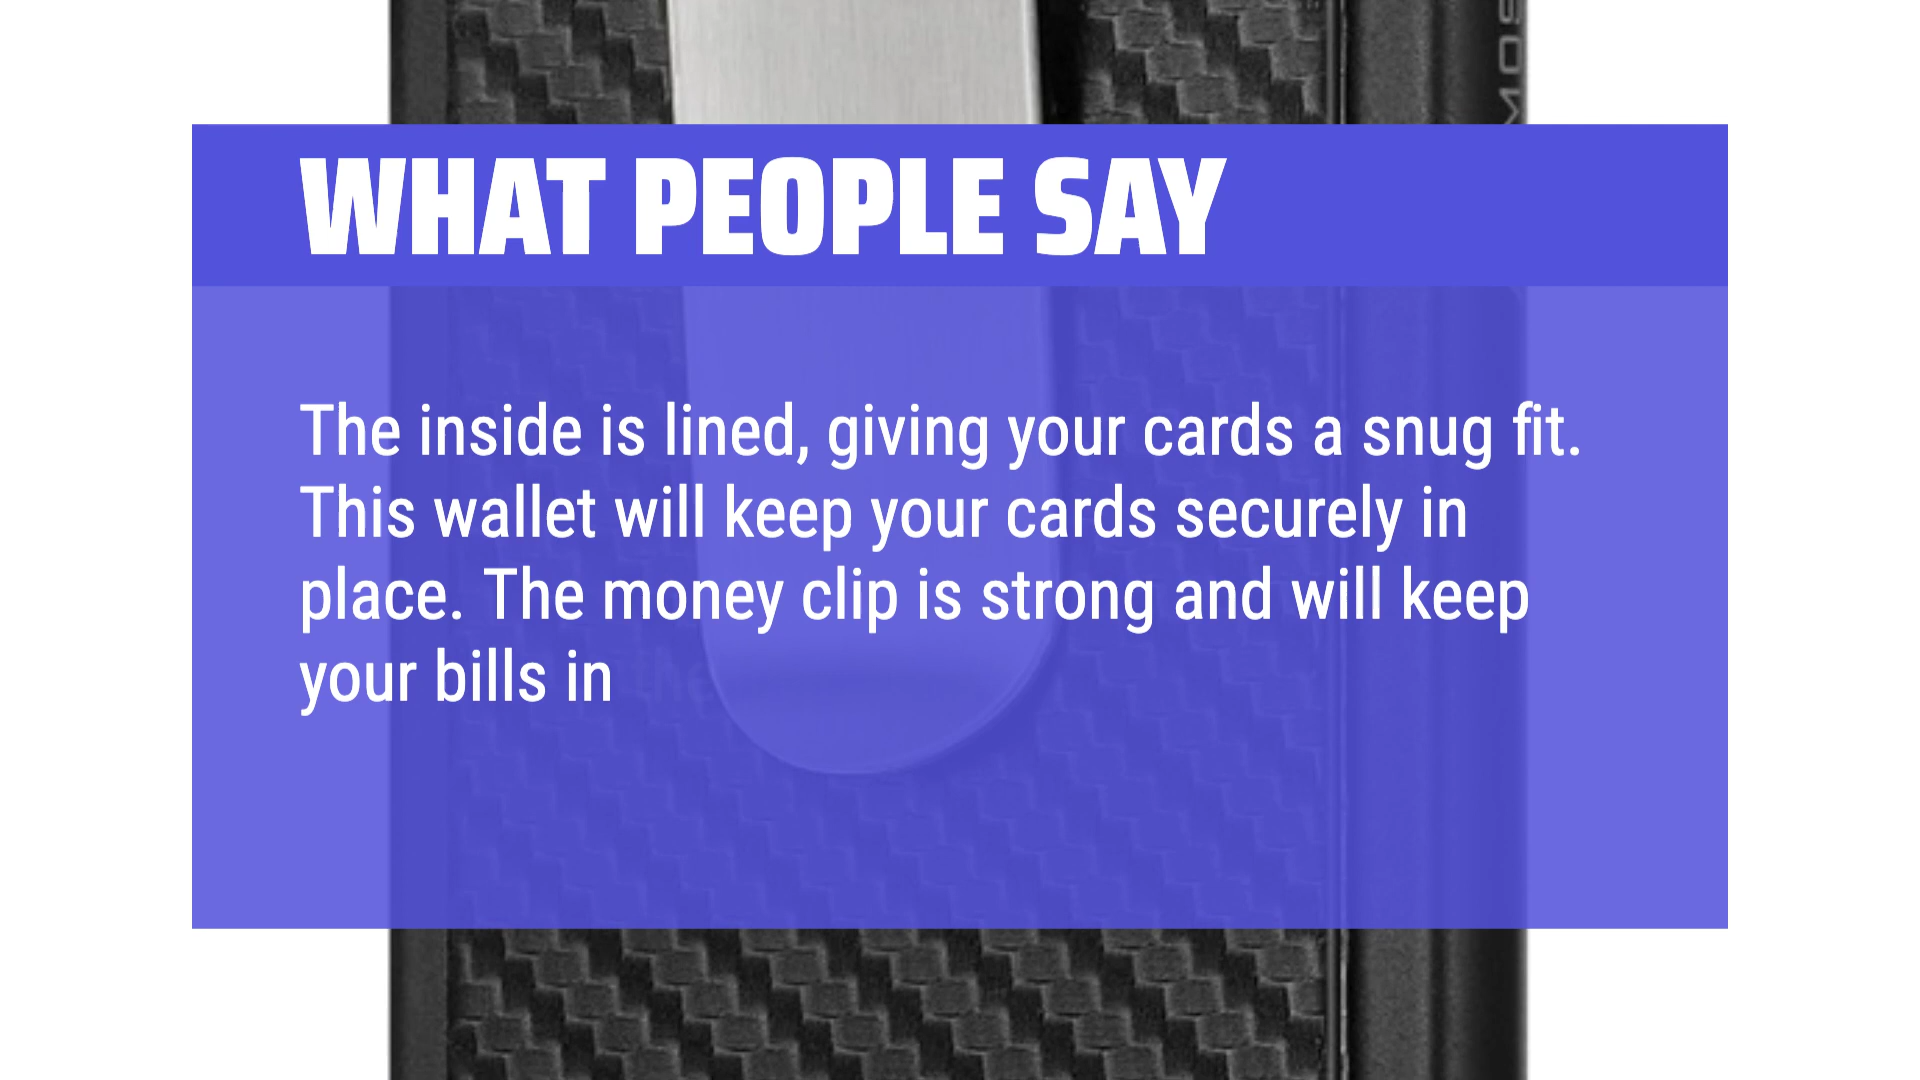 WHAT PEOPLE SAY
The inside is lined, giving your cards a snug fit.
This wallet will keep your cards securely in
place. The money clip is strong and will keep
your bills in